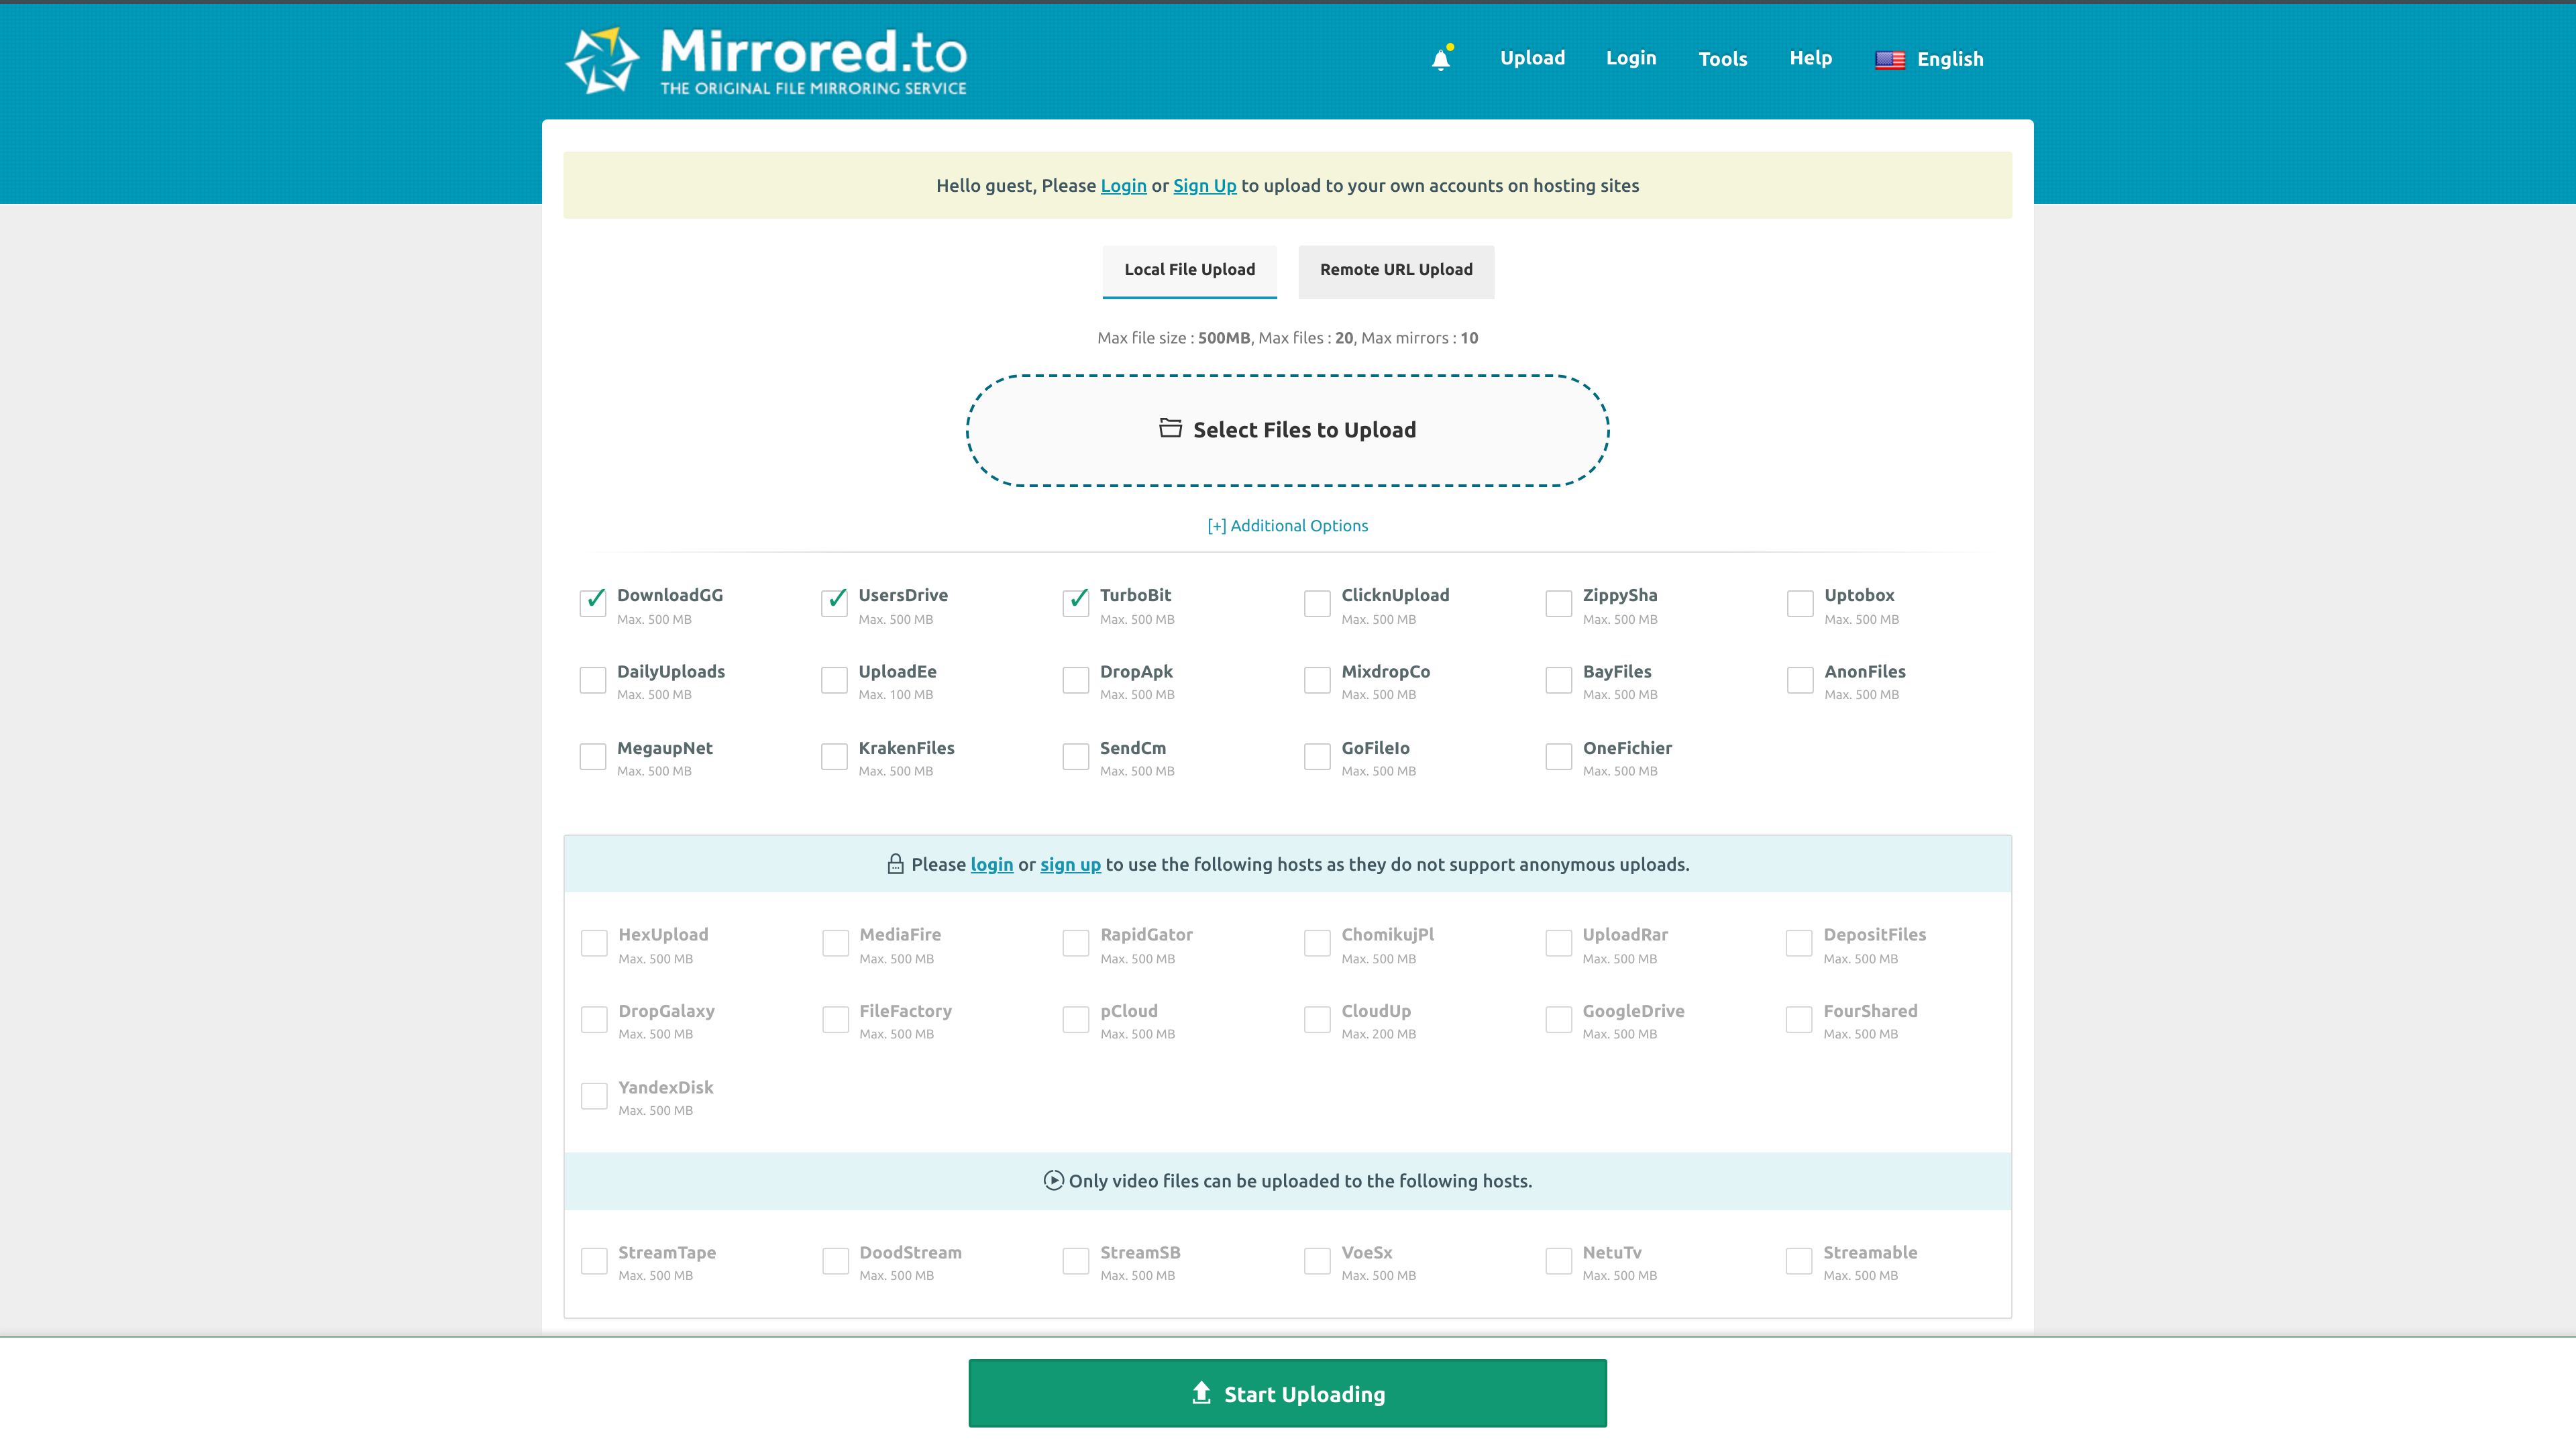 Mirrored.to
THE ORIGINAL FILE MIRRORING SERVICE
Upload Login Tools Help English
Hello guest, Please Login or Sign Up to upload to your own accounts on hosting sites
Local File Upload Remote URL Upload
Max file size : 500MB, Max files : 20, Max mirrors : 10
Select Files to Upload
[+] Additional Options
DownloadGG UsersDrive TurboBit ClicknUpload ZippySha Uptobox
Max. 500 MB Max. 500 MB Max. 500 MB Max. 500 MB Max. 500 MB Max. 500 MB
DailyUploads UploadEe DropApk MixdropCo BayFiles AnonFiles
Max. 500 MB Max. 100 MB Max. 500 MB Max. 500 MB Max. 500 MB Max. 500 MB
MegaupNet KrakenFiles SendCm GoFileIo OneFichier
Max. 500 MB Max. 500 MB Max. 500 MB Max. 500 MB Max. 500 MB
Please login or sign up to use the following hosts as they do not support anonymous uploads.
HexUpload MediaFire RapidGator ChomikujPl UploadRar DepositFiles
Max. 500 MB Max. 500 MB Max. 500 MB Max. 500 MB Max. 500 MB Max. 500 MB
DropGalaxy FileFactory pCloud CloudUp GoogleDrive FourShared
Max. 500 MB Max. 500 MB Max. 500 MB Max. 200 MB Max. 500 MB Max. 500 MB
YandexDisk
Max. 500 MB
Only video files can be uploaded to the following hosts.
StreamTape DoodStream StreamSB VoeSx NetuTv Streamable
Max. 500 MB Max. 500 MB Max. 500 MB Max. 500 MB Max. 500 MB Max. 500 MB
Start Uploading